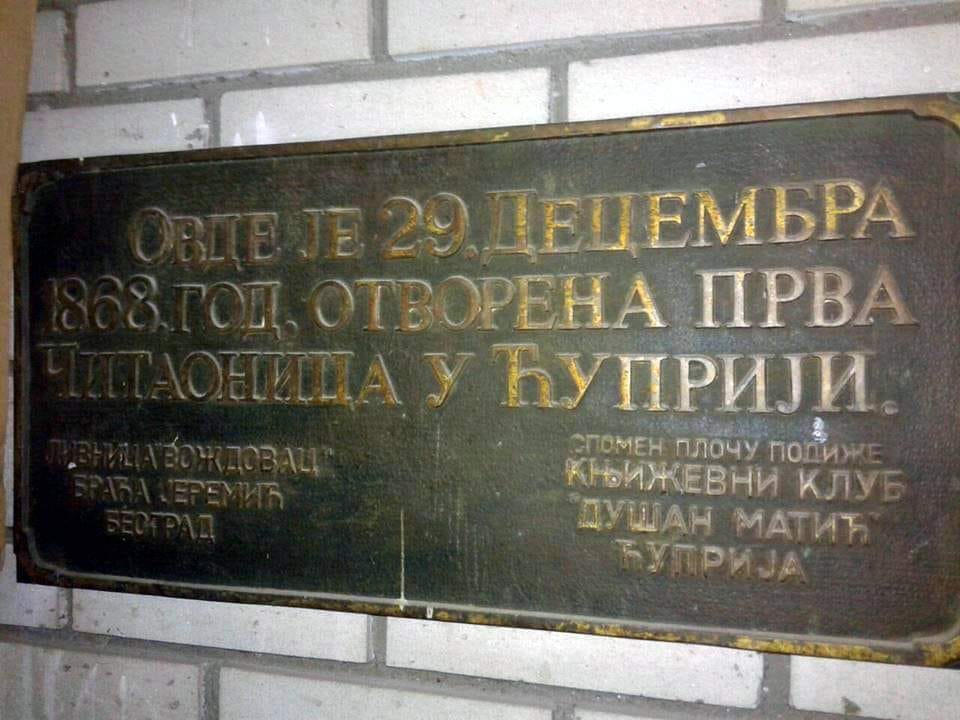 Овде је 29. Децембра
1868. год. отворена прва
Читаоница у Ћуприји.
ЛИВНИЦА ВОЖДОВАЦ"
БРАЋА ЈЕРЕМИЋ
БЕОГРАД
СПОМЕН ПЛОЧУ ПОДИЖЕ
КЊИЖЕВНИ КЛУБ
"ДУШАН МАТИЋ"
ЋУПРИЈА